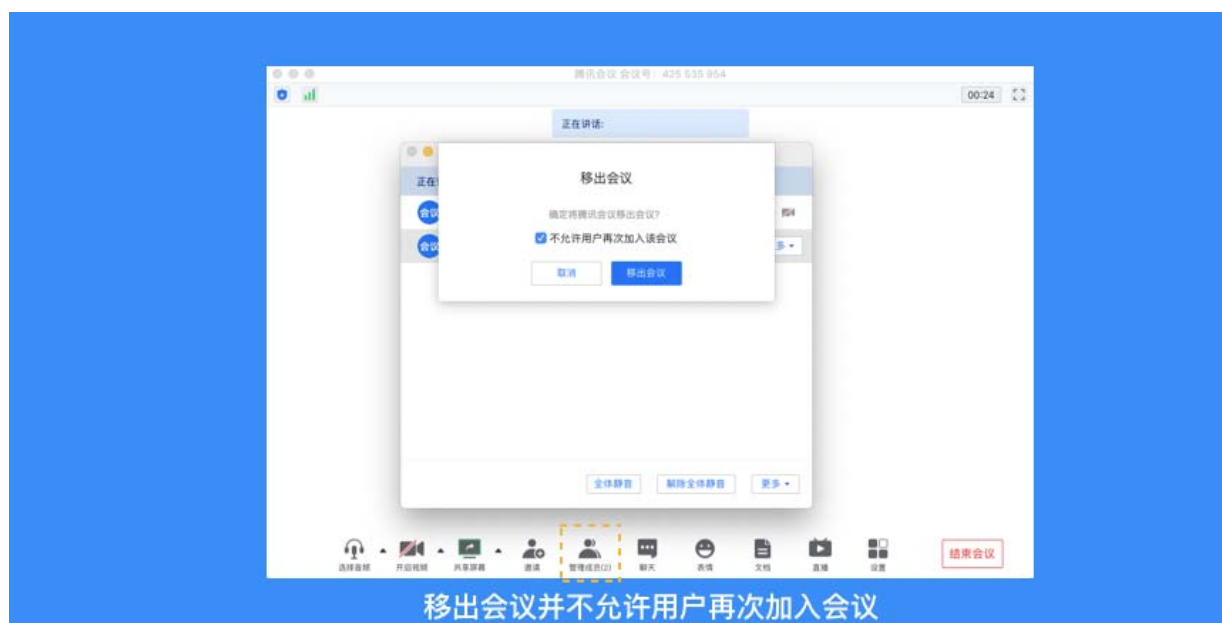 腾讯会议 会议号: 425 535 954
00:24
正在讲话:
移出会议
正在
确定将腾讯会议移出会议?
会议
不允许用户再次加入该会议
会议
多
取消 移出会议
全体静音 解除全体静音 更多
选择音频 开启视频 共享屏幕 邀请 管理成员(2) 聊天 表情 文档 直播 设置 结束会议
移出会议并不允许用户再次加入会议